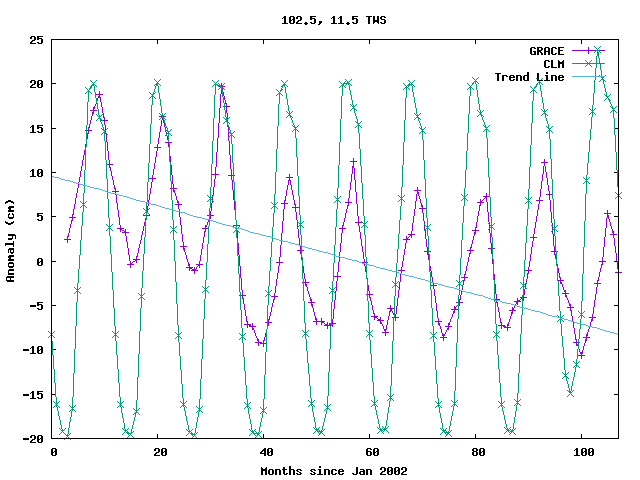 102.5, 11.5 TWS
GRACE
CLM
Trend Line
25
20
15
10
5
0
-5
-10
-15
-20
Anomaly (cm)
0 20 40 60 80 100
Months since Jan 2002